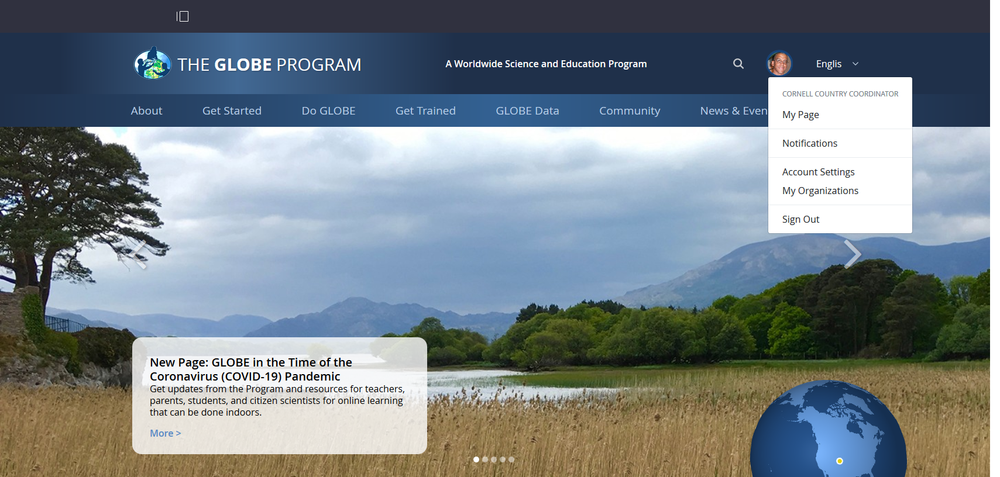 THE GLOBE PROGRAM
A Worldwide Science and Education Program
Englis
CORNELL COUNTRY COORDINATOR
My Page
Notifications
Account Settings
My Organizations
Sign Out
About
Get Started
Do GLOBE
Get Trained
GLOBE Data
Community
News & Even
New Page: GLOBE in the Time of the
Coronavirus (COVID-19) Pandemic
Get updates from the Program and resources for teachers,
parents, students, and citizen scientists for online learning
that can be done indoors.
More >